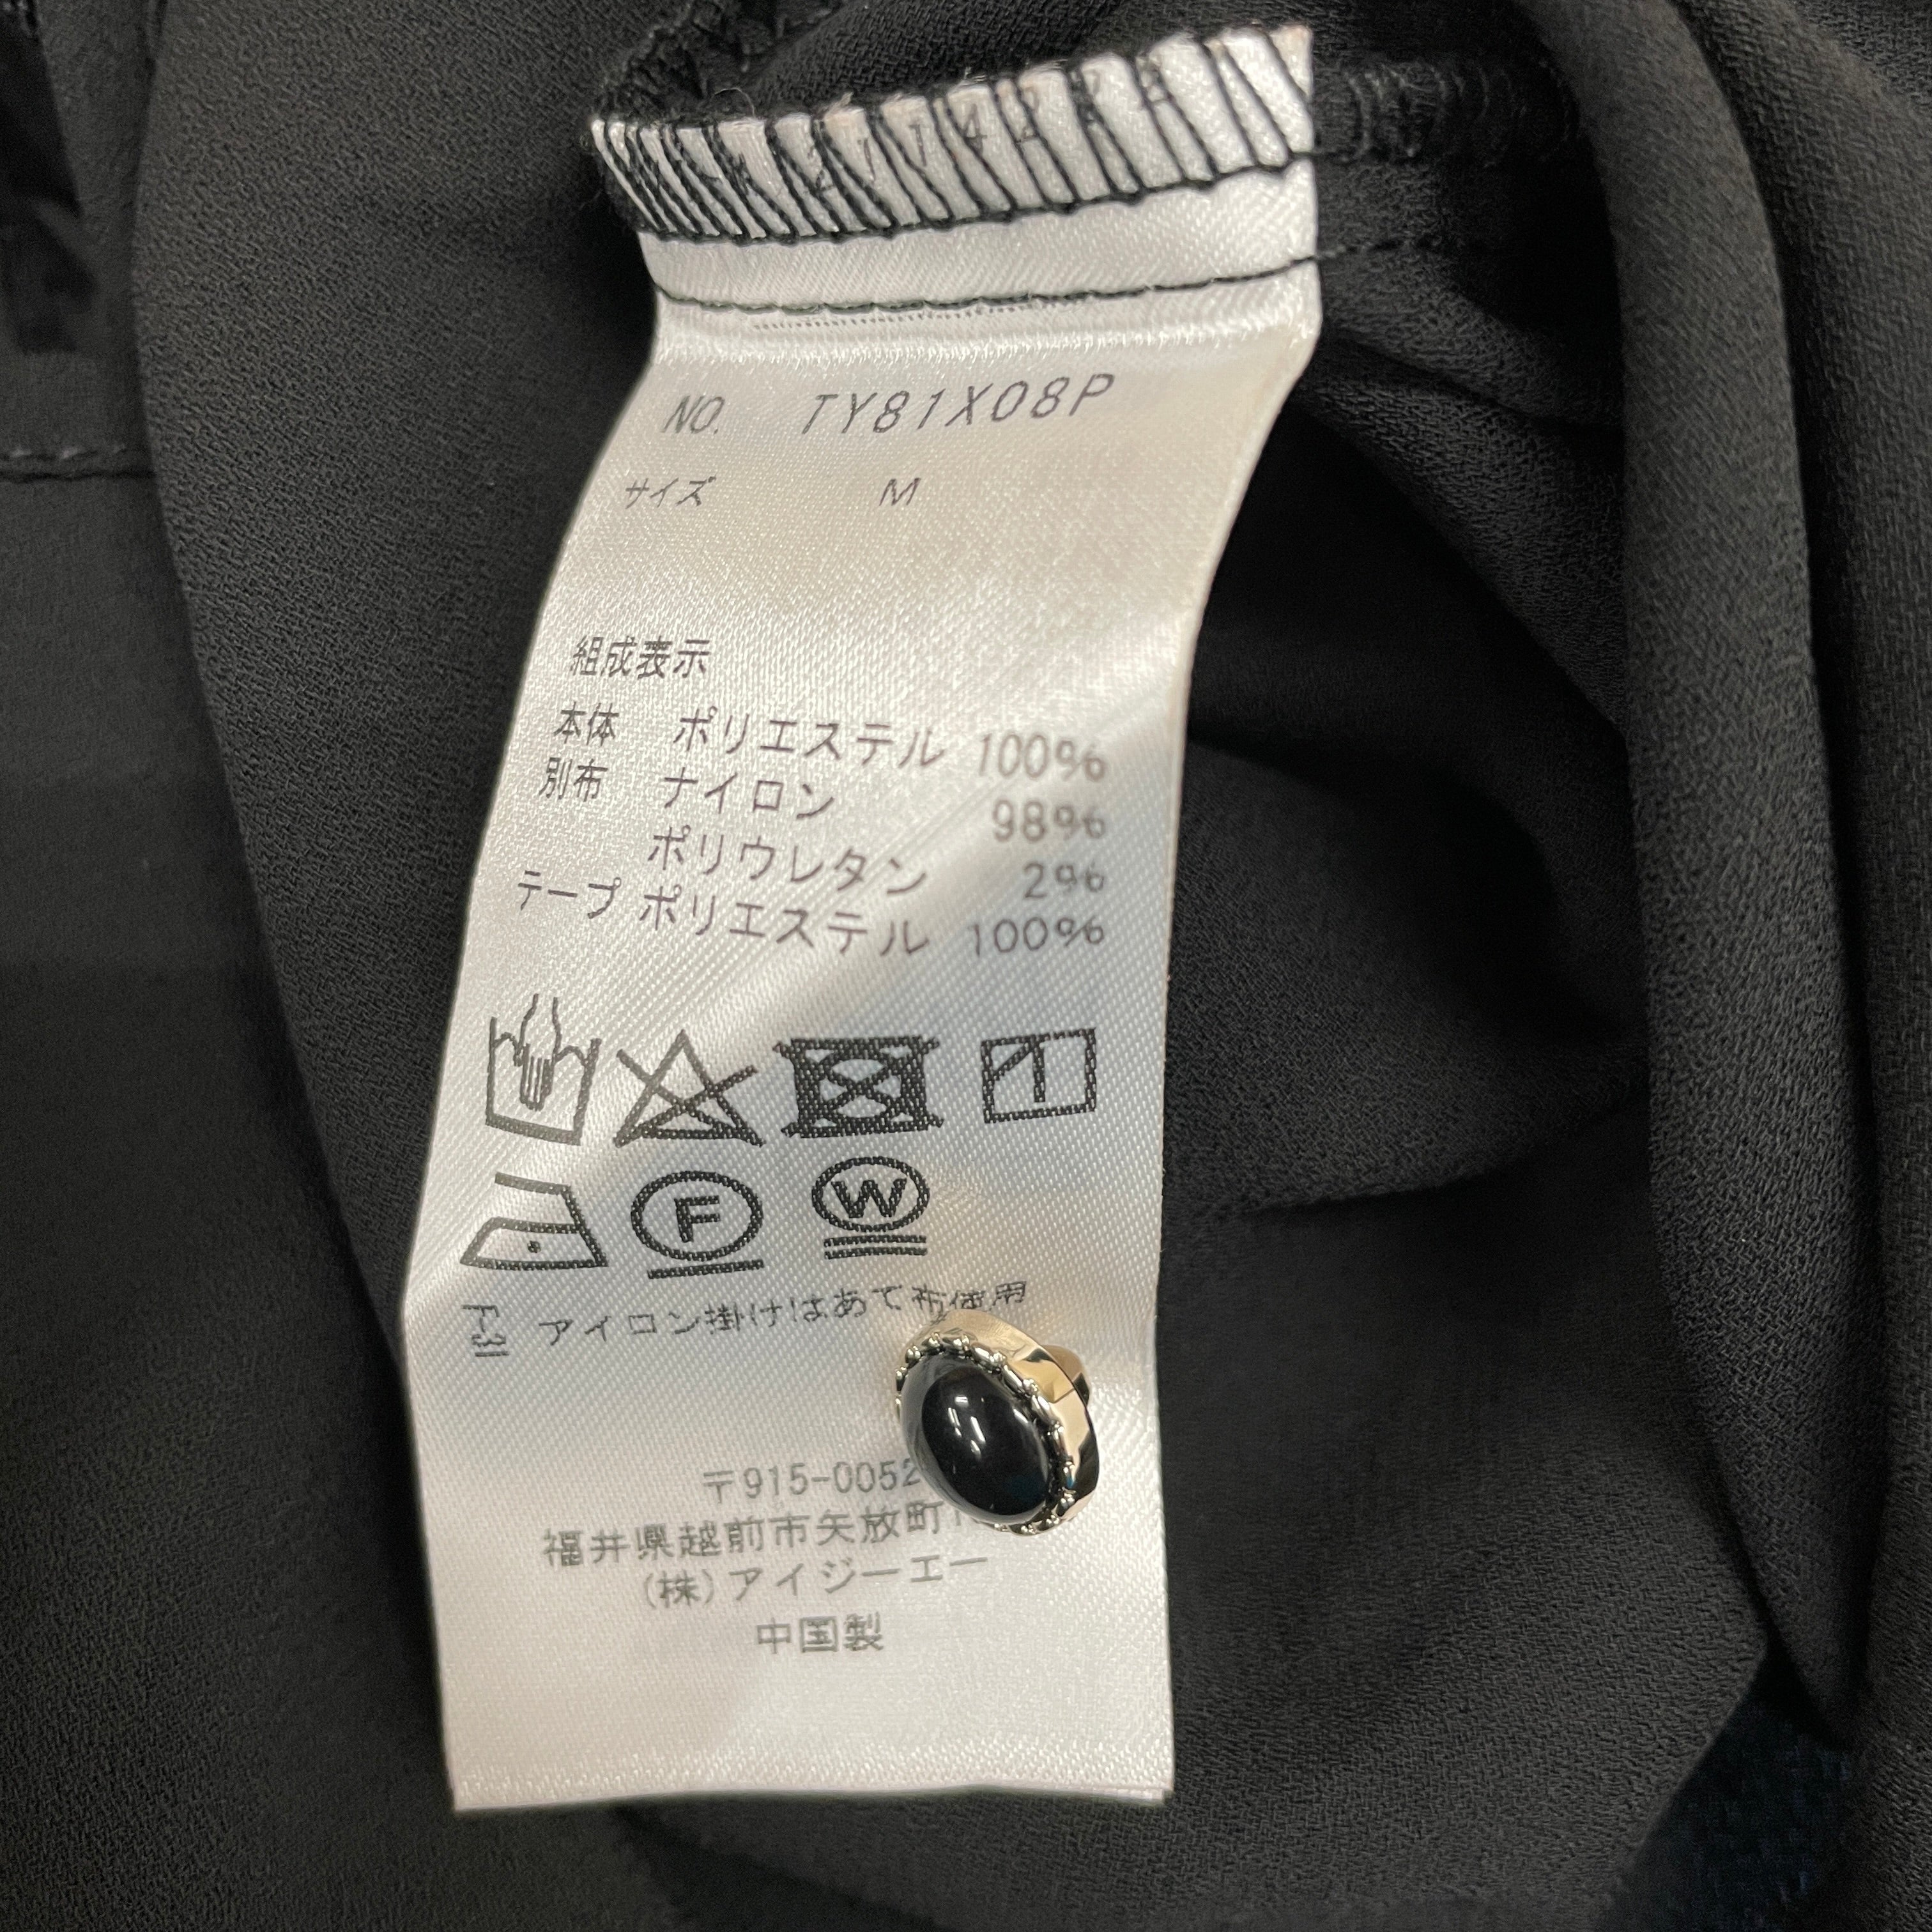 NO. TY81X08P
サイズ M
組成表示
本体 ポリエステル 100%
別布 ナイロン 98%
ポリウレタン 2%
テープ ポリエステル 100%
F
W
F-31 アイロン掛けはあて布使用
〒915-0052
福井県越前市矢放町
(株)アイジーエー
中国製